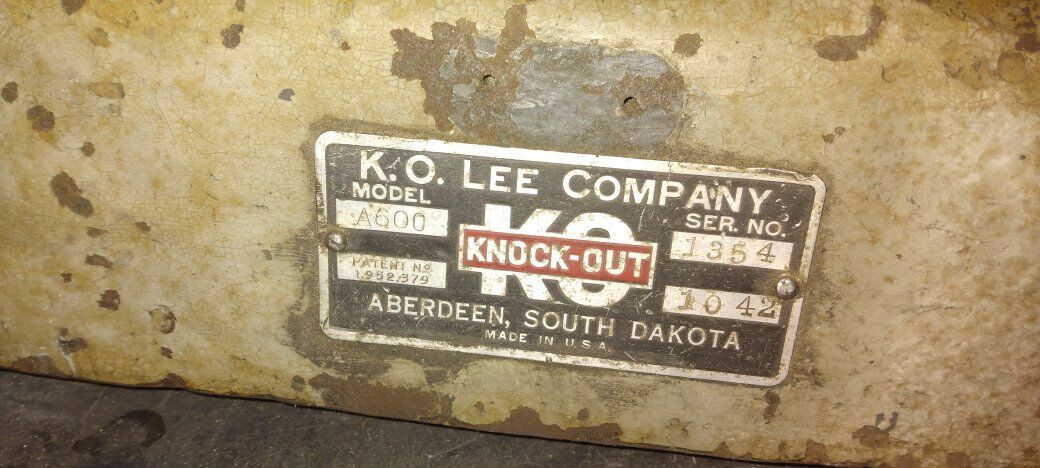 K.O. LEE COMPANY
MODEL
A600
SER. NO.
1354
KO
KNOCK-OUT
PATENT NO
1,952,379
10 42
ABERDEEN, SOUTH DAKOTA
MADE IN U.S.A.